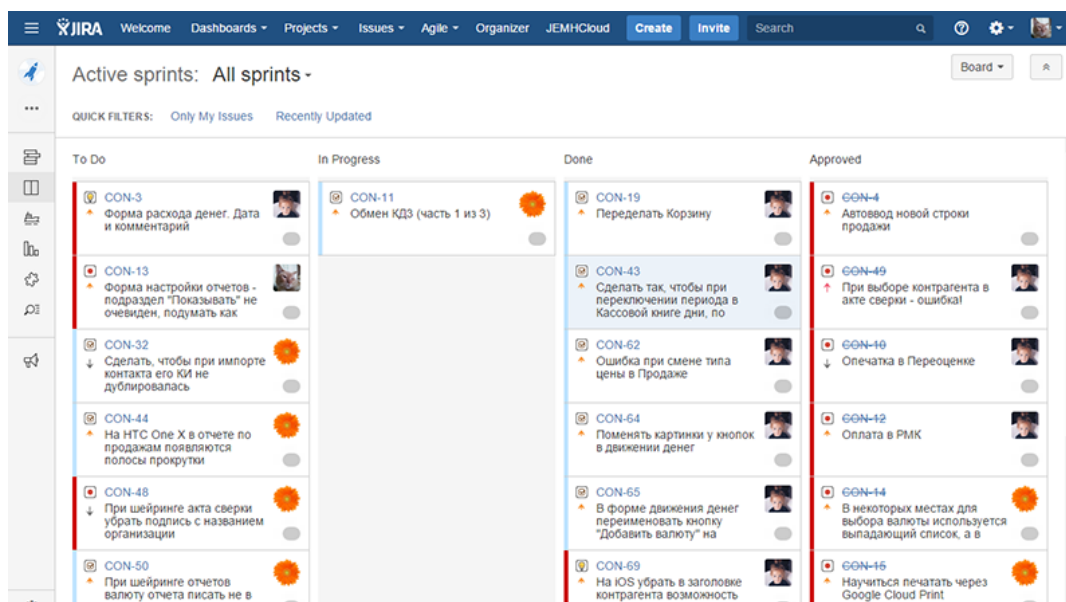 JIRA Welcome Dashboards Projects Issues Agile Organizer JEMHCloud Create Invite Search
Active sprints: All sprints
Board
QUICK FILTERS: Only My Issues Recently Updated
To Do
CON-3
Форма расхода денег. Дата
и комментарий
CON-13
Форма настройки отчетов -
подраздел "Показывать" не
очевиден, подумать как
CON-32
Сделать, чтобы при импорте
контакта его КИ не
дублировалась
CON-44
На HTC One X в отчете по
продажам появляются
полосы прокрутки
CON-48
При шейринге акта сверки
убрать подпись с названием
организации
CON-50
При шейринге отчетов
валюту отчета писать не в
In Progress
CON-11
Обмен КД3 (часть 1 из 3)
Done
CON-19
Переделать Корзину
CON-43
Сделать так, чтобы при
переключении периода в
Кассовой книге дни, по
CON-62
Ошибка при смене типа
цены в Продаже
CON-64
Поменять картинки у кнопок
в движении денег
CON-65
В форме движения денег
переименовать кнопку
"Добавить валюту" на
CON-69
На iOS убрать в заголовке
контрагента возможность
Approved
CON-4
Автоввод новой строки
продажи
CON-49
При выборе контрагента в
акте сверки - ошибка!
CON-10
Опечатка в Переоценке
CON-12
Оплата в РМК
CON-14
В некоторых местах для
выбора валюты используется
выпадающий список, а в
CON-15
Научиться печатать через
Google Cloud Print